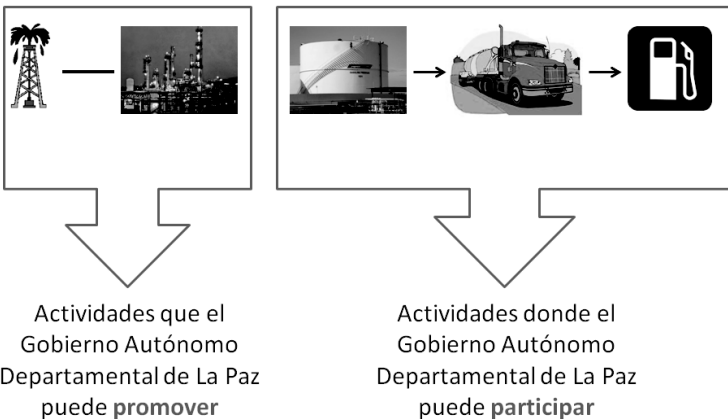 Actividades que el
Gobierno Autónomo
Departamental de La Paz
puede promover
Actividades donde el
Gobierno Autónomo
Departamental de La Paz
puede participar